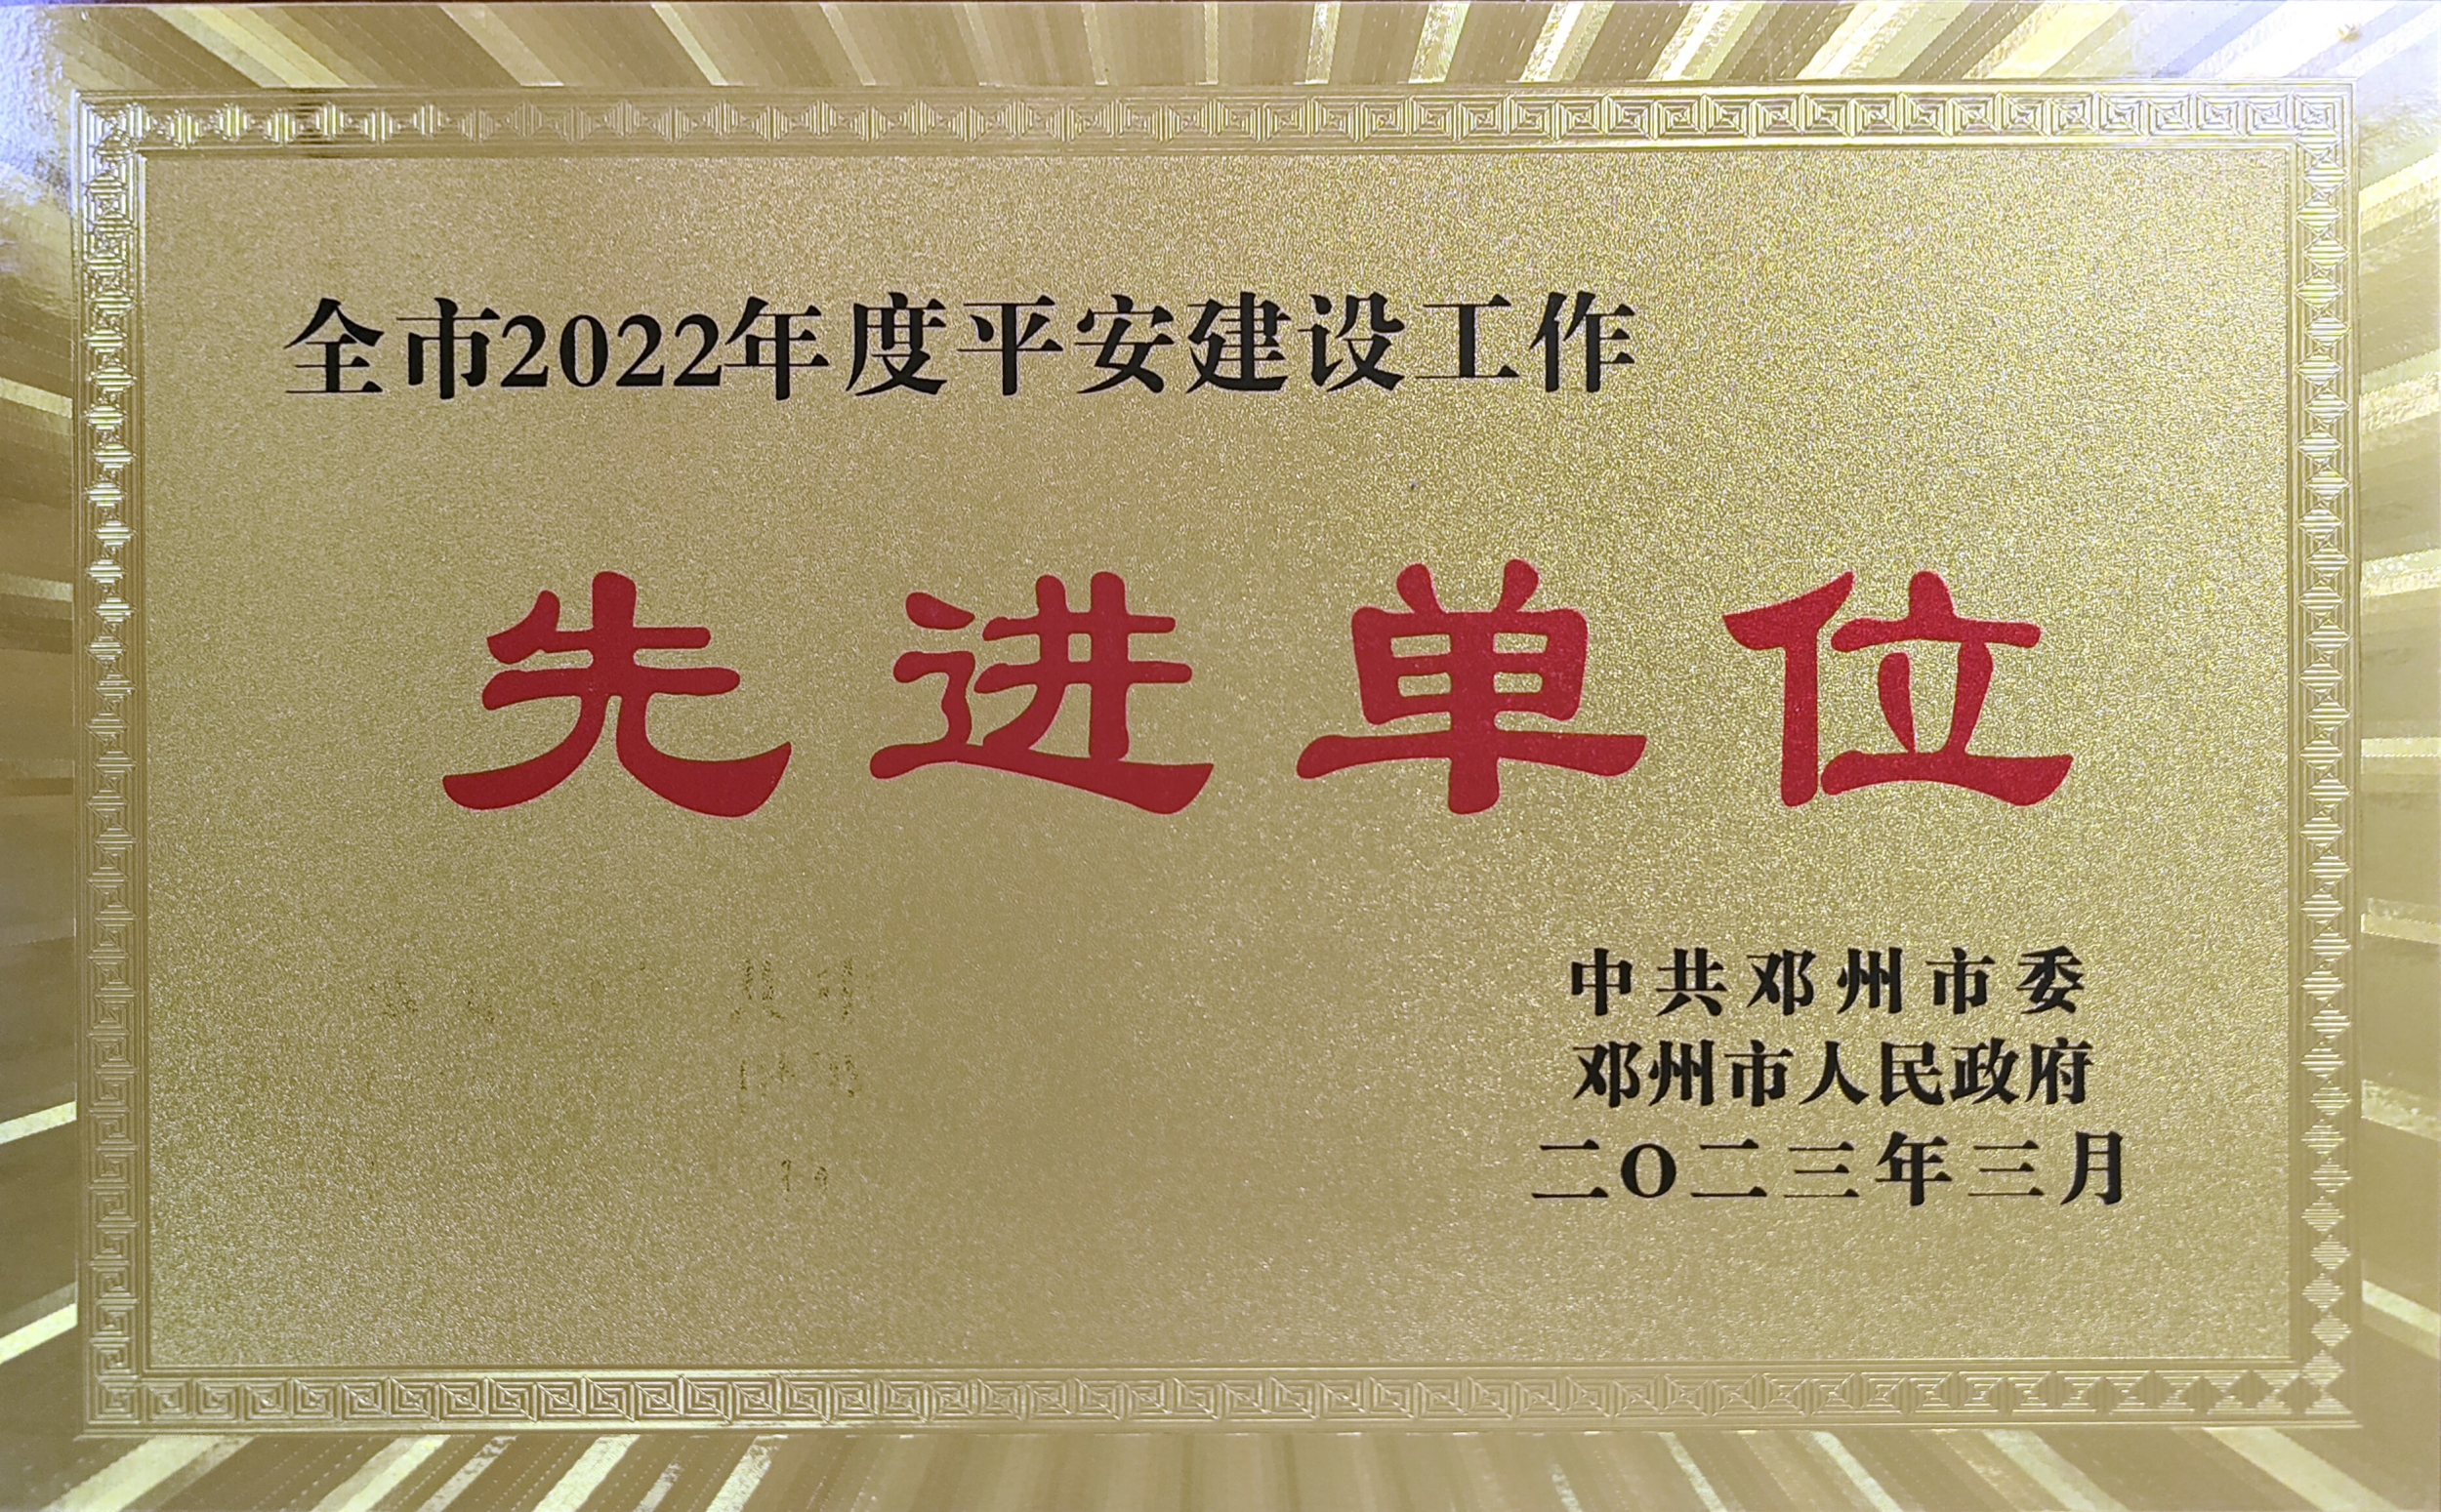 全市2022年度平安建设工作
先进单位
中共邓州市委
邓州市人民政府
二O二三年三月